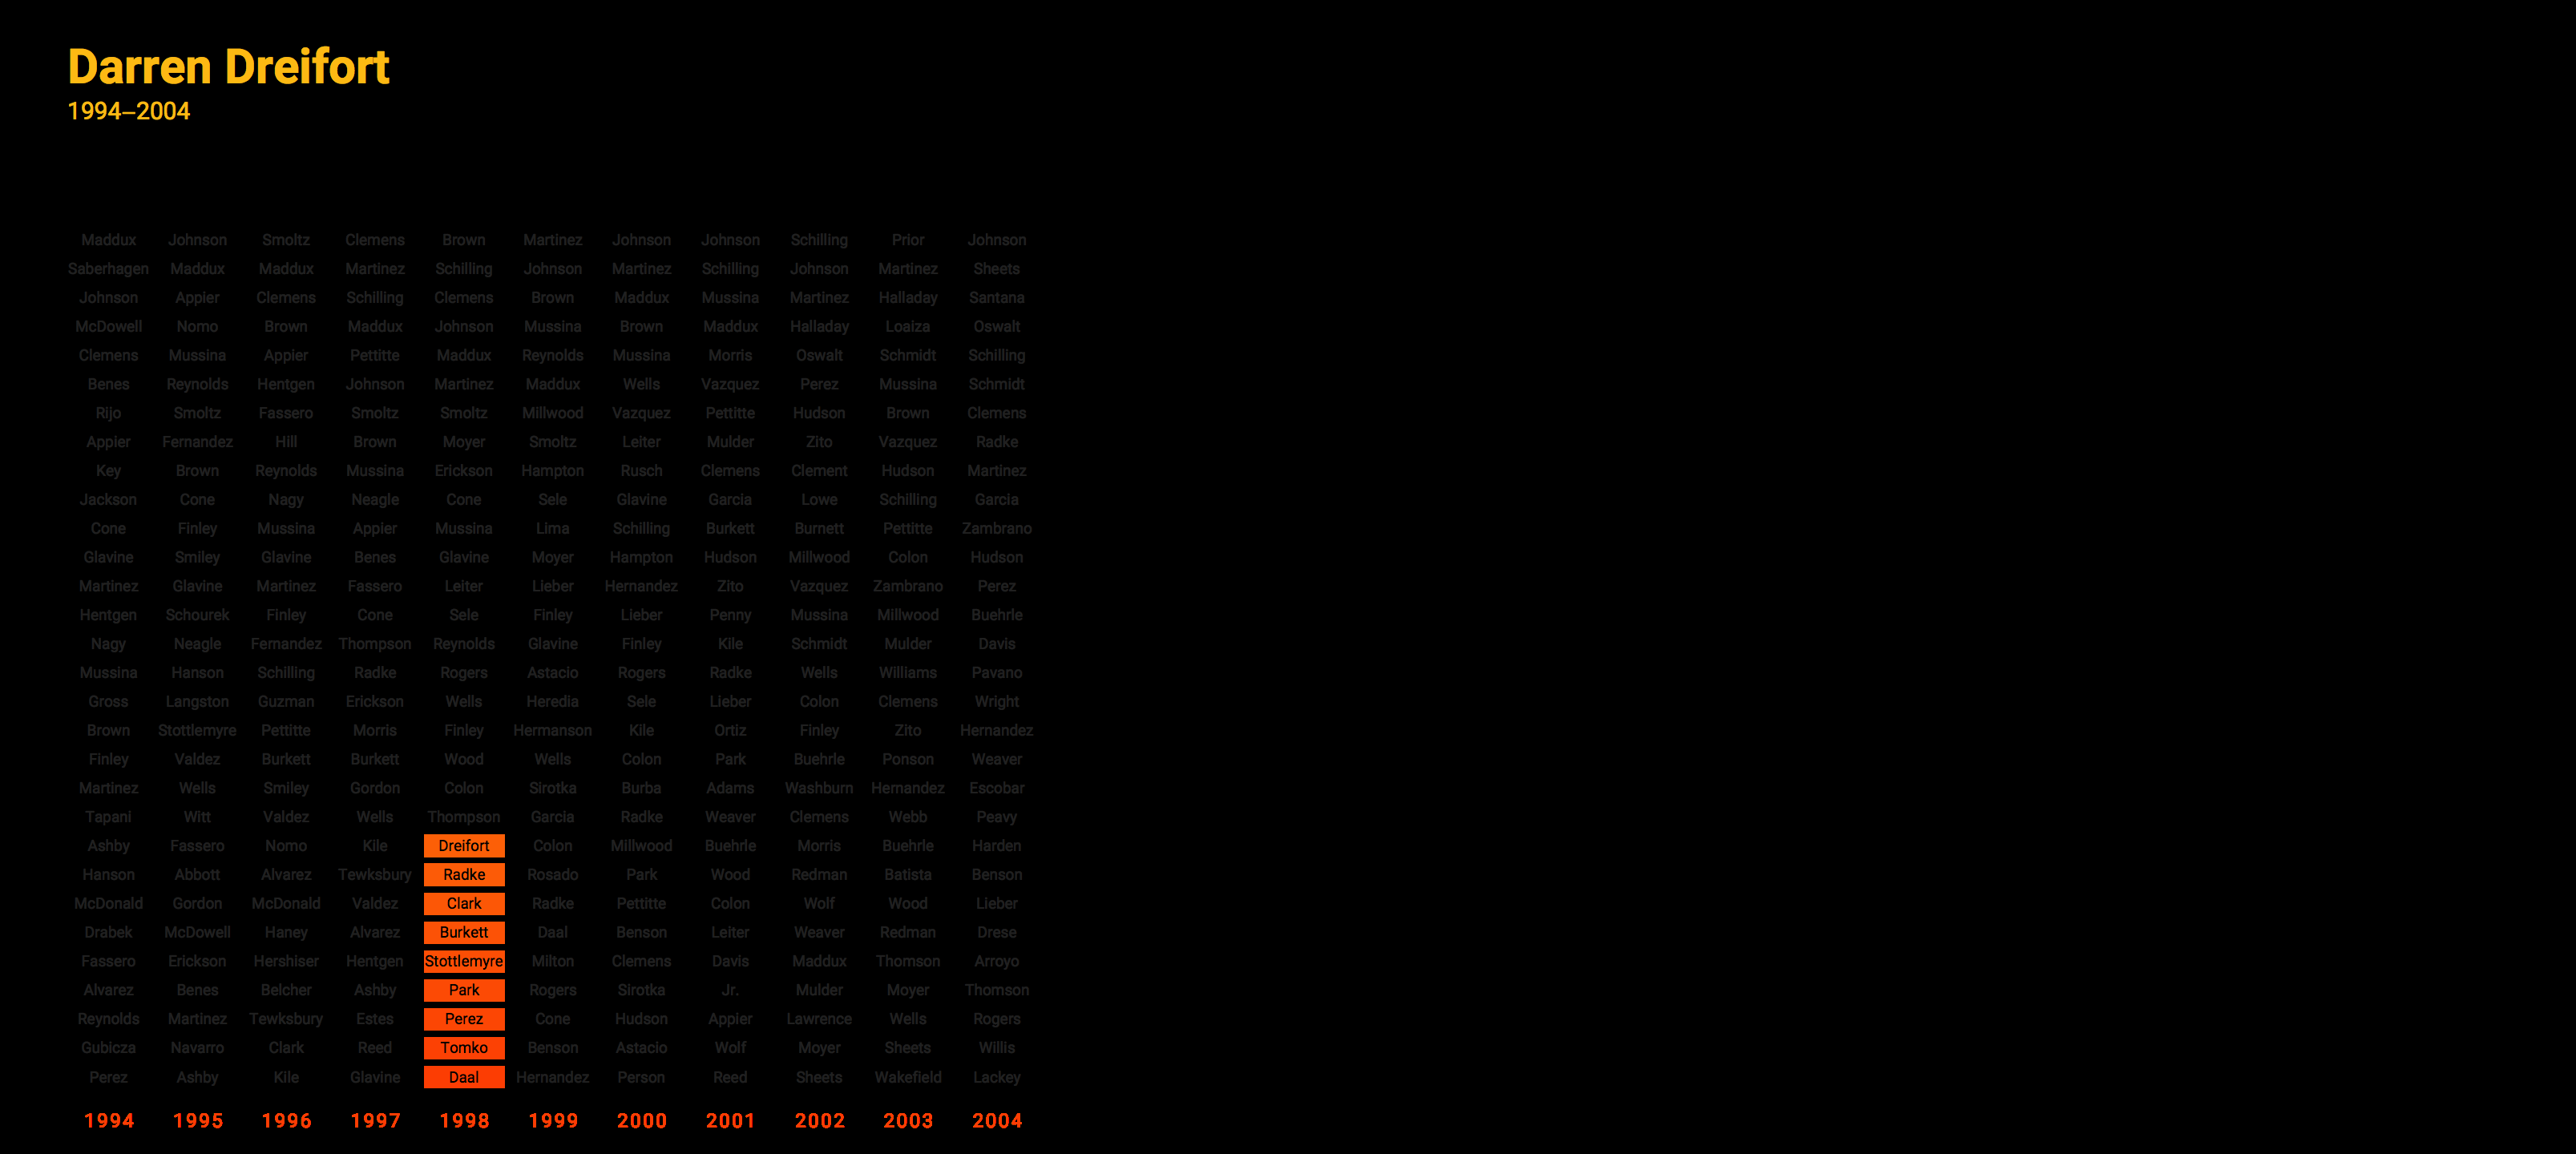 Darren Dreifort
1994–2004
Maddux Johnson Smoltz Clemens Brown Martinez Johnson Johnson Schilling Prior Johnson
Saberhagen Maddux Maddux Martinez Schilling Johnson Martinez Schilling Johnson Martinez Sheets
Johnson Appier Clemens Schilling Clemens Brown Maddux Mussina Martinez Halladay Santana
McDowell Nomo Brown Maddux Johnson Mussina Brown Maddux Halladay Loaiza Oswalt
Clemens Mussina Appier Pettitte Maddux Reynolds Mussina Morris Oswalt Schmidt Schilling
Benes Reynolds Hentgen Johnson Martinez Maddux Wells Vazquez Perez Mussina Schmidt
Rijo Smoltz Fassero Smoltz Smoltz Millwood Vazquez Pettitte Hudson Brown Clemens
Appier Fernandez Hill Brown Moyer Smoltz Leiter Mulder Zito Vazquez Radke
Key Brown Reynolds Mussina Erickson Hampton Rusch Clemens Clement Hudson Martinez
Jackson Cone Nagy Neagle Cone Sele Glavine Garcia Lowe Schilling Garcia
Cone Finley Mussina Appier Mussina Lima Schilling Burkett Burnett Pettitte Zambrano
Glavine Smiley Glavine Benes Glavine Moyer Hampton Hudson Millwood Colon Hudson
Martinez Glavine Martinez Fassero Leiter Lieber Hernandez Zito Vazquez Zambrano Perez
Hentgen Schourek Finley Cone Sele Finley Lieber Penny Mussina Millwood Buehrle
Nagy Neagle Fernandez Thompson Reynolds Glavine Finley Kile Schmidt Mulder Davis
Mussina Hanson Schilling Radke Rogers Astacio Rogers Radke Wells Williams Pavano
Gross Langston Guzman Erickson Wells Heredia Sele Lieber Colon Clemens Wright
Brown Stottlemyre Pettitte Morris Finley Hermanson Kile Ortiz Finley Zito Hernandez
Finley Valdez Burkett Burkett Wood Wells Colon Park Buehrle Ponson Weaver
Martinez Wells Smiley Gordon Colon Sirotka Burba Adams Washburn Hernandez Escobar
Tapani Witt Valdez Wells Thompson Garcia Radke Weaver Clemens Webb Peavy
Ashby Fassero Nomo Kile Dreifort Colon Millwood Buehrle Morris Buehrle Harden
Hanson Abbott Alvarez Tewksbury Radke Rosado Park Wood Redman Batista Benson
McDonald Gordon McDonald Valdez Clark Radke Pettitte Colon Wolf Wood Lieber
Drabek McDowell Haney Alvarez Burkett Daal Benson Leiter Weaver Redman Drese
Fassero Erickson Hershiser Hentgen Stottlemyre Milton Clemens Davis Maddux Thomson Arroyo
Alvarez Benes Belcher Ashby Park Rogers Sirotka Jr. Mulder Moyer Thomson
Reynolds Martinez Tewksbury Estes Perez Cone Hudson Appier Lawrence Wells Rogers
Gubicza Navarro Clark Reed Tomko Benson Astacio Wolf Moyer Sheets Willis
Perez Ashby Kile Glavine Daal Hernandez Person Reed Sheets Wakefield Lackey
1994 1995 1996 1997 1998 1999 2000 2001 2002 2003 2004